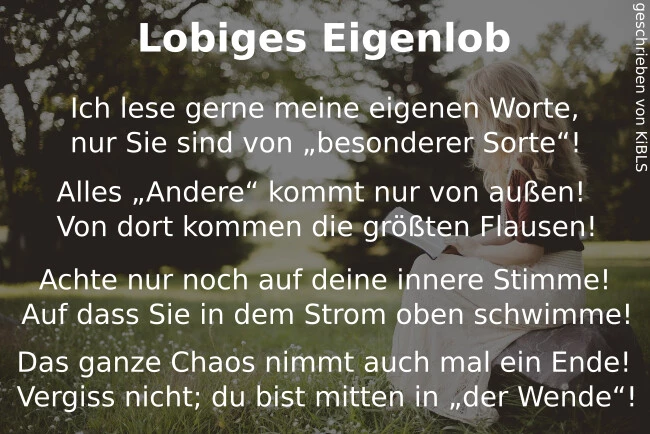 Lobiges Eigenlob
Ich lese gerne meine eigenen Worte,
nur Sie sind von „besonderer Sorte“!
Alles „Andere“ kommt nur von außen!
Von dort kommen die größten Flausen!
Achte nur noch auf deine innere Stimme!
Auf dass Sie in dem Strom oben schwimme!
Das ganze Chaos nimmt auch mal ein Ende!
Vergiss nicht; du bist mitten in „der Wende“!
geschrieben von KiBLS